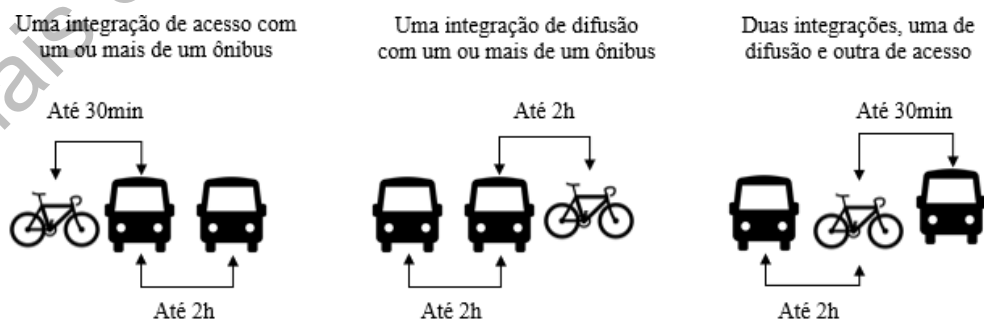 Uma integração de acesso com
um ou mais de um ônibus
Até 30min
Até 2h
Uma integração de difusão
com um ou mais de um ônibus
Até 2h
Até 2h
Duas integrações, uma de
difusão e outra de acesso
Até 30min
Até 2h
mais